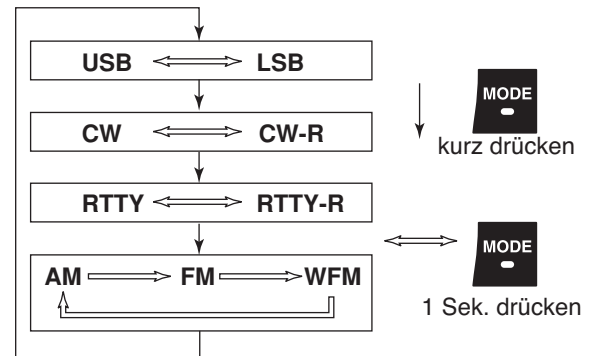 USB LSB
CW CW-R
RTTY RTTY-R
AM FM WFM
MODE
kurz drücken
MODE
1 Sek. drücken